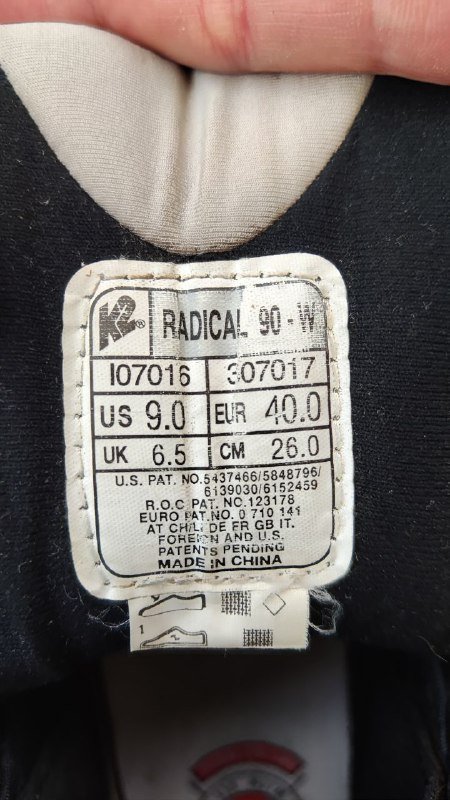 K2® RADICAL '90 - W
I07016 307017
US 9.0 EUR 40.0
UK 6.5 CM 26.0
U.S. PAT. NO.5437466/5848796/
6139030/6152459
R.O.C PAT. NO.123178
EURO PAT.NO. 0 710 141
AT CH/LI DE FR GB IT.
FOREIGN AND U.S.
PATENTS PENDING
MADE IN CHINA
1